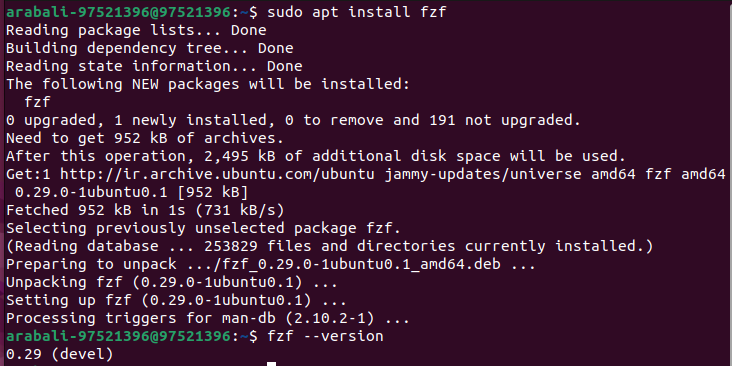 arabali-97521396@97521396:~$ sudo apt install fzf
Reading package lists... Done
Building dependency tree... Done
Reading state information... Done
The following NEW packages will be installed:
  fzf
0 upgraded, 1 newly installed, 0 to remove and 191 not upgraded.
Need to get 952 kB of archives.
After this operation, 2,495 kB of additional disk space will be used.
Get:1 http://ir.archive.ubuntu.com/ubuntu jammy-updates/universe amd64 fzf amd64
 0.29.0-1ubuntu0.1 [952 kB]
Fetched 952 kB in 1s (731 kB/s)
Selecting previously unselected package fzf.
(Reading database ... 253829 files and directories currently installed.)
Preparing to unpack .../fzf_0.29.0-1ubuntu0.1_amd64.deb ...
Unpacking fzf (0.29.0-1ubuntu0.1) ...
Setting up fzf (0.29.0-1ubuntu0.1) ...
Processing triggers for man-db (2.10.2-1) ...
arabali-97521396@97521396:~$ fzf --version
0.29 (devel)